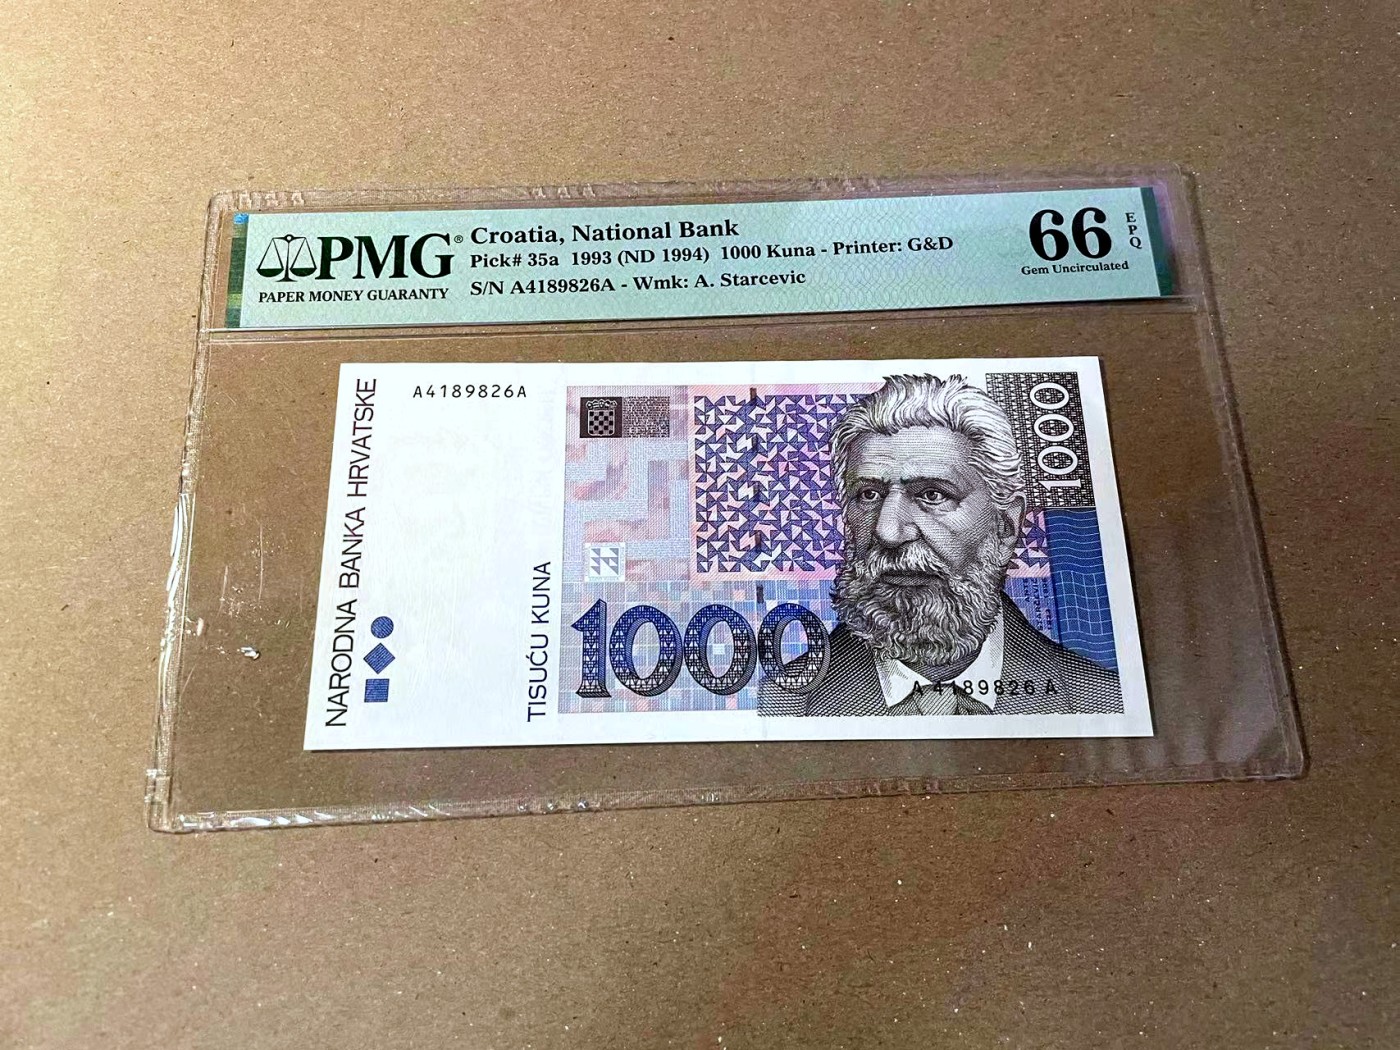 PMG®
PAPER MONEY GUARANTY
Croatia, National Bank
Pick# 35a 1993 (ND 1994) 1000 Kuna - Printer: G&D
S/N A4189826A - Wmk: A. Starcevic
66
EPQ
Gem Uncirculated
NARODNA BANKA HRVATSKE
A4189826A
TISUĆU KUNA
1000
1000
A4189826A